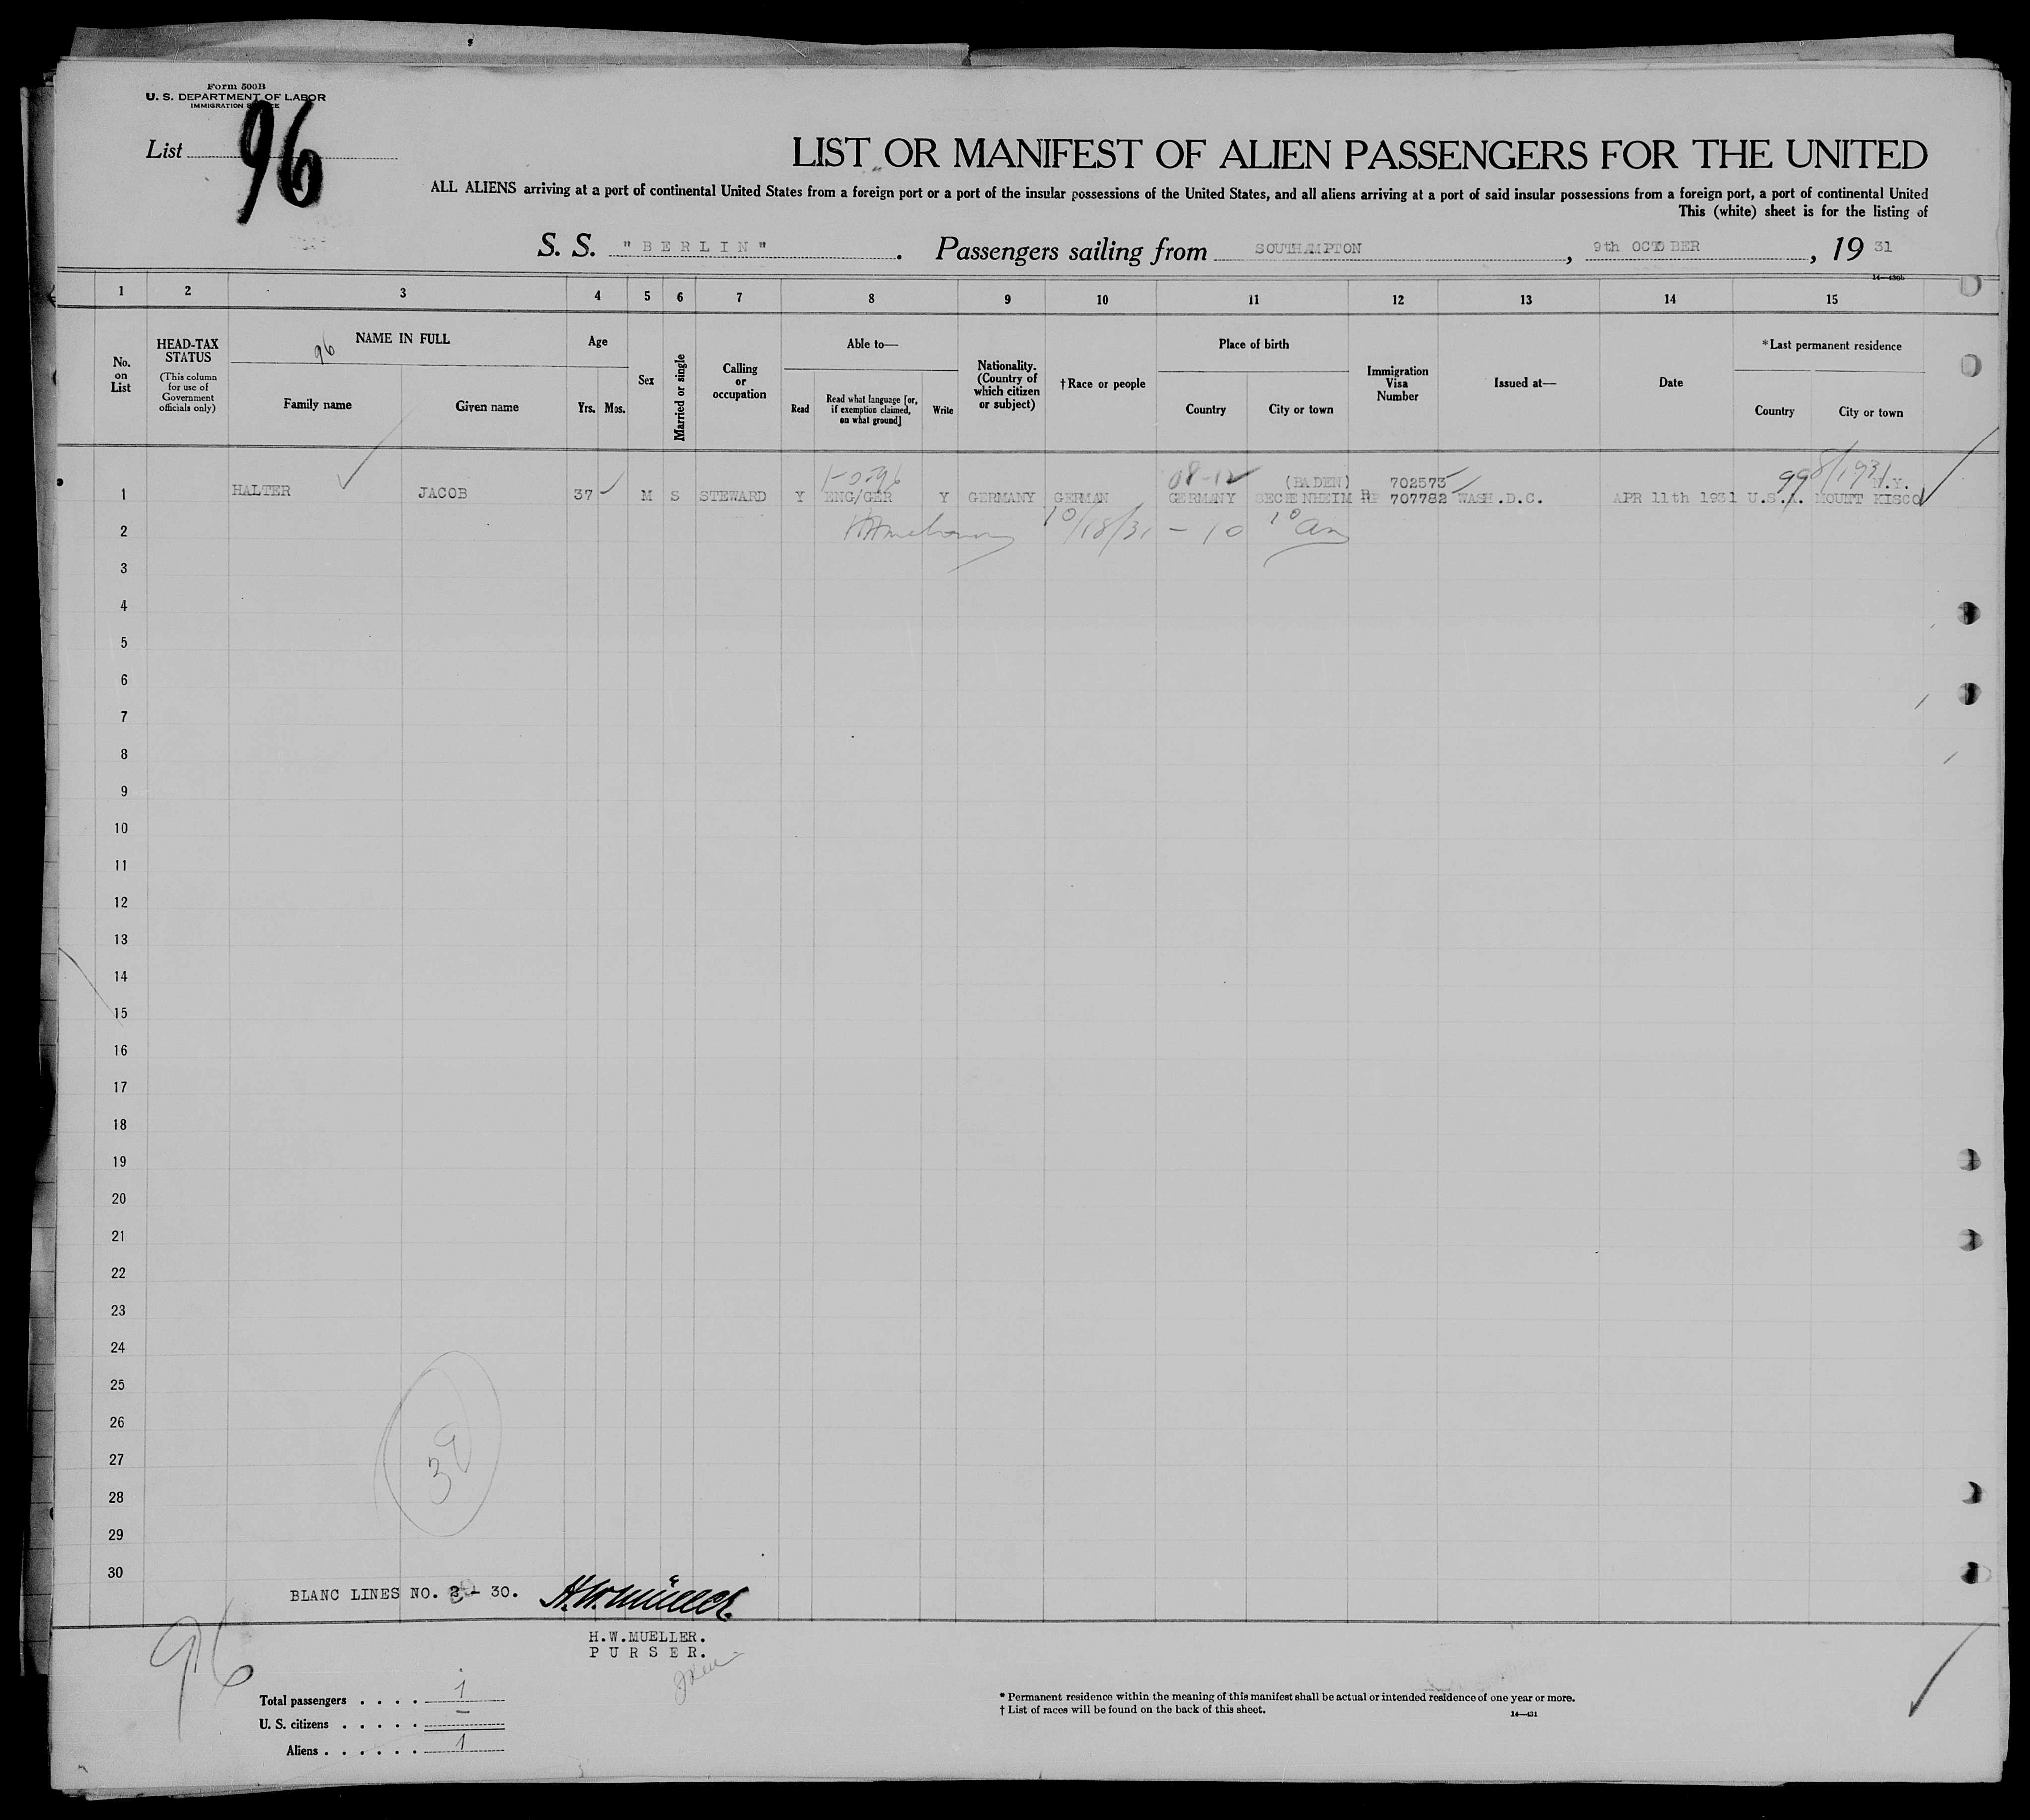 Form 500B
U. S. DEPARTMENT OF LABOR
IMMIGRATION
List 96
LIST OR MANIFEST OF ALIEN PASSENGERS FOR THE UNITED
ALL ALIENS arriving at a port of continental United States from a foreign port or a port of the insular possessions of the United States, and all aliens arriving at a port of said insular possessions from a foreign port, a port of continental United
This (white) sheet is for the listing of
S. S. "BERLIN". Passengers sailing from SOUTHAMPTON, 9th OCTOBER, 19 31
14—430b
1 2 3 4 5 6 7 8 9 10 11 12 13 14 15
No. on List
HEAD-TAX STATUS
(This column for use of Government officials only)
96
NAME IN FULL
Family name
Given name
Age
Yrs.
Mos.
Sex
Married or single
Calling or occupation
Able to—
Read
Read what language [or, if exemption claimed, on what ground]
Write
Nationality. (Country of which citizen or subject)
†Race or people
Place of birth
Country
City or town
Immigration Visa Number
Issued at—
Date
*Last permanent residence
Country
City or town
(BADEN) 702573 N.Y.
1 HALTER JACOB 37 M S STEWARD Y ENG/GER Y GERMANY GERMAN GERMANY SECKENHEIM RP 707782 WASH.D.C. APR 11th 1931 U.S.A. MOUNT KISCO
10/18/31 - 10 10 am
2
3
4
5
6
7
8
9
10
11
12
13
14
15
16
17
18
19
20
21
22
23
24
25
26
27
39
28
29
30
BLANC LINES NO. 2 - 30. H.W. Müller.
H.W.MUELLER.
PURSER.
96
Total passengers . . . . 1
U. S. citizens . . . . . —
Aliens . . . . . . 1
* Permanent residence within the meaning of this manifest shall be actual or intended residence of one year or more.
† List of races will be found on the back of this sheet.
14—431